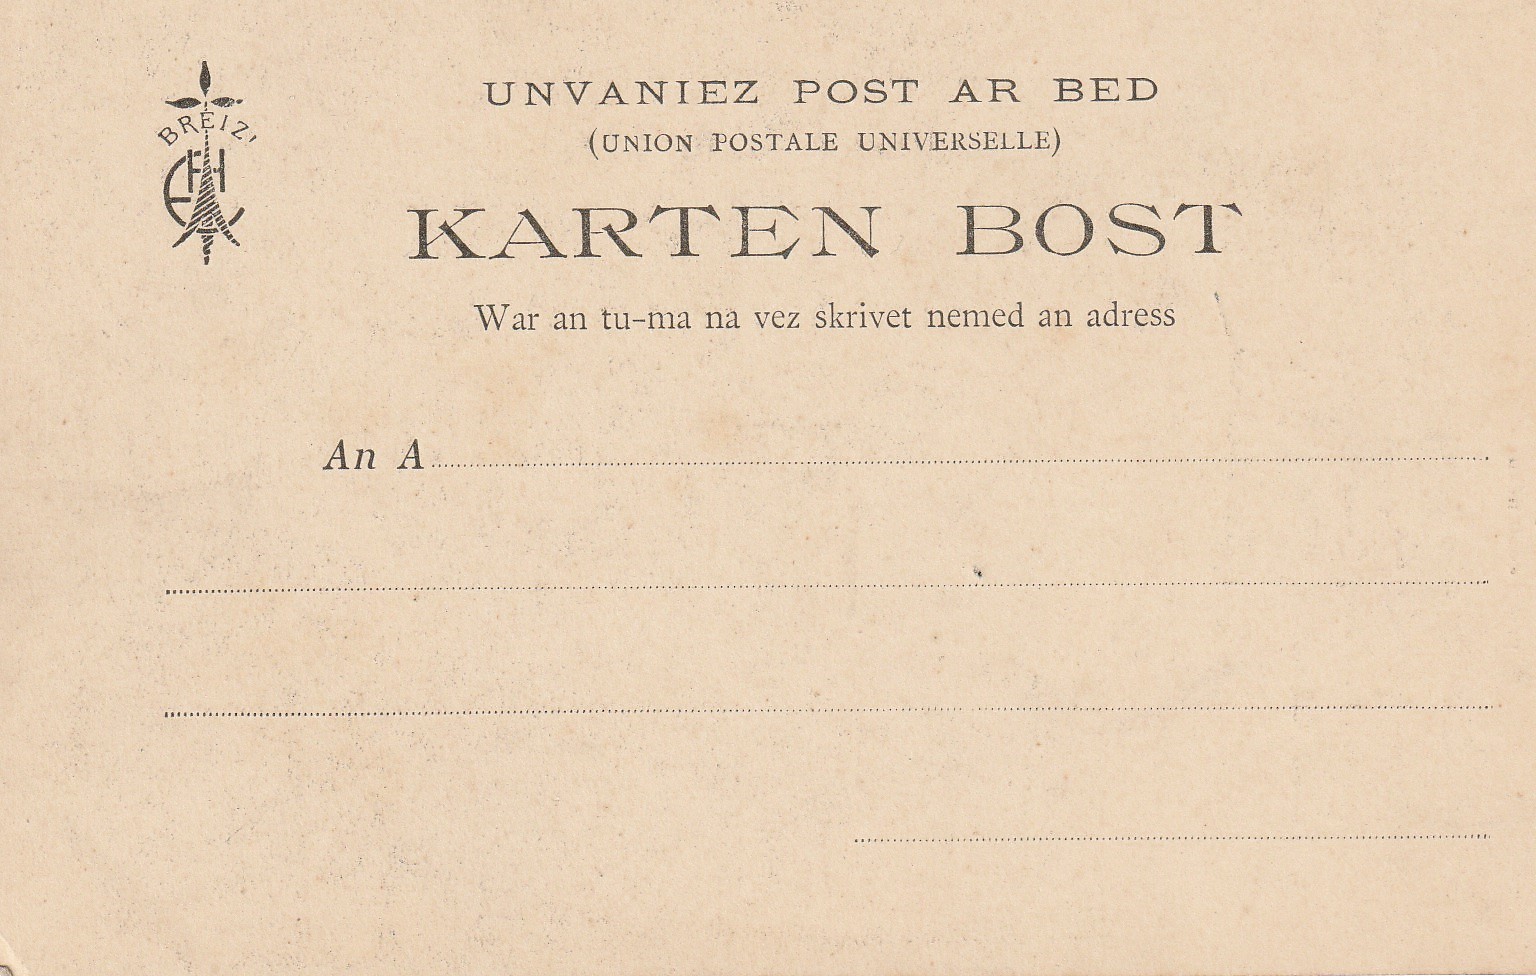 BREIZ
UNVANIEZ POST AR BED
(UNION POSTALE UNIVERSELLE)
KARTEN BOST
War an tu-ma na vez skrivet nemed an adress
An A